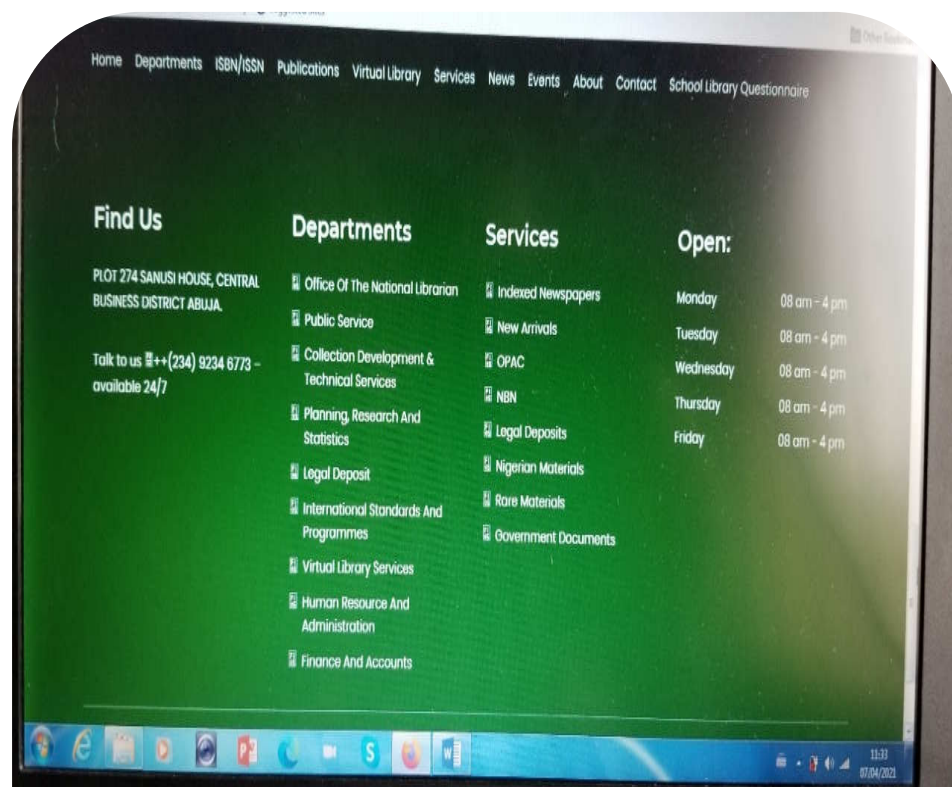 Home Departments ISBN/ISSN Publications Virtual Library Services News Events About Contact School Library Questionnaire
Find Us
PLOT 274 SANUSI HOUSE, CENTRAL
BUSINESS DISTRICT ABUJA.
Talk to us ++(234) 9234 6773 –
available 24/7
Departments
Office Of The National Librarian
Public Service
Collection Development &
Technical Services
Planning, Research And
Statistics
Legal Deposit
International Standards And
Programmes
Virtual Library Services
Human Resource And
Administration
Finance And Accounts
Services
Indexed Newspapers
New Arrivals
OPAC
NBN
Legal Deposits
Nigerian Materials
Rare Materials
Government Documents
Open:
Monday 08 am – 4 pm
Tuesday 08 am – 4 pm
Wednesday 08 am – 4 pm
Thursday 08 am – 4 pm
Friday 08 am – 4 pm
11:33
07/04/2021